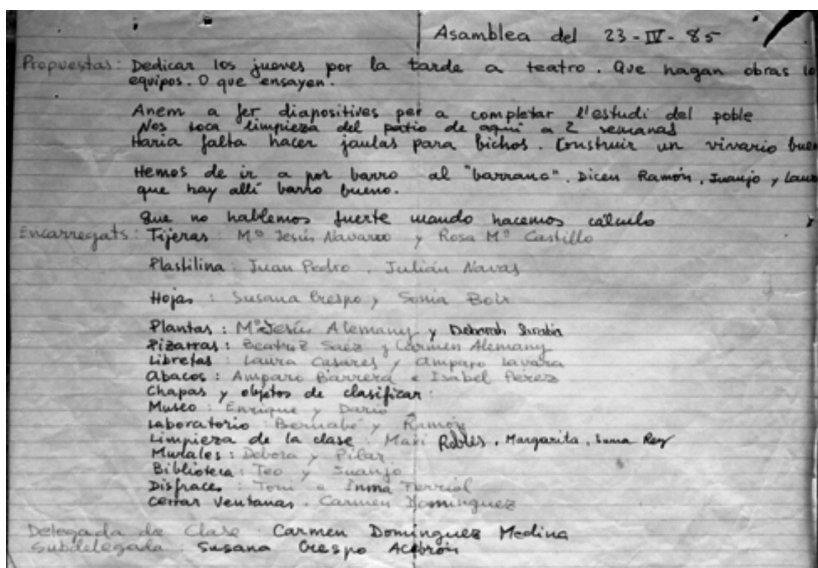 Asamblea del 23-IV-85
Propuestas: Dedicar los jueves por la tarde a teatro. Que hagan obras
equipos. O que ensayen.
Anem a fer diapositives per a completar l'estudi del poble
Nos toca limpieza del patio de aquí a 2 semanas
Haría falta hacer jaulas para bichos. Construir un vivario
Hemos de ir a por barro al "barranc". Dicen Ramón, Juanjo y
que hay allí barro bueno.
Que no hablemos fuerte cuando hacemos cálculo
Encarregats: Tijeras: Mª Jesús Navarro y Rosa Mª Castillo
Plastilina: Juan Pedro, Julián Navas
Hojas: Susana Crespo y Sonia
Plantas: Mª Jesús Alemany y Deborah
Pizarras: Beatriz Saéz y Carmen Alemany
Libretas: Laura Casares y Amparo
Abacos: Amparo Barrera e Isabel Pérez
Chapas y objetos de clasificar:
Museo: Enrique y Darío
Laboratorio: Bernabé y Ramón
Limpieza de la clase: Mari Robles, Margarita, Rey
Murales: Debora y Pilar
Biblioteca: Teo y Juanjo
Disfraces: Toni e Inma
Cerrar ventanas. Carmen Domínguez
Delegada de Clase: Carmen Domínguez Medina
Subdelegada: Susana Crespo Acebrón